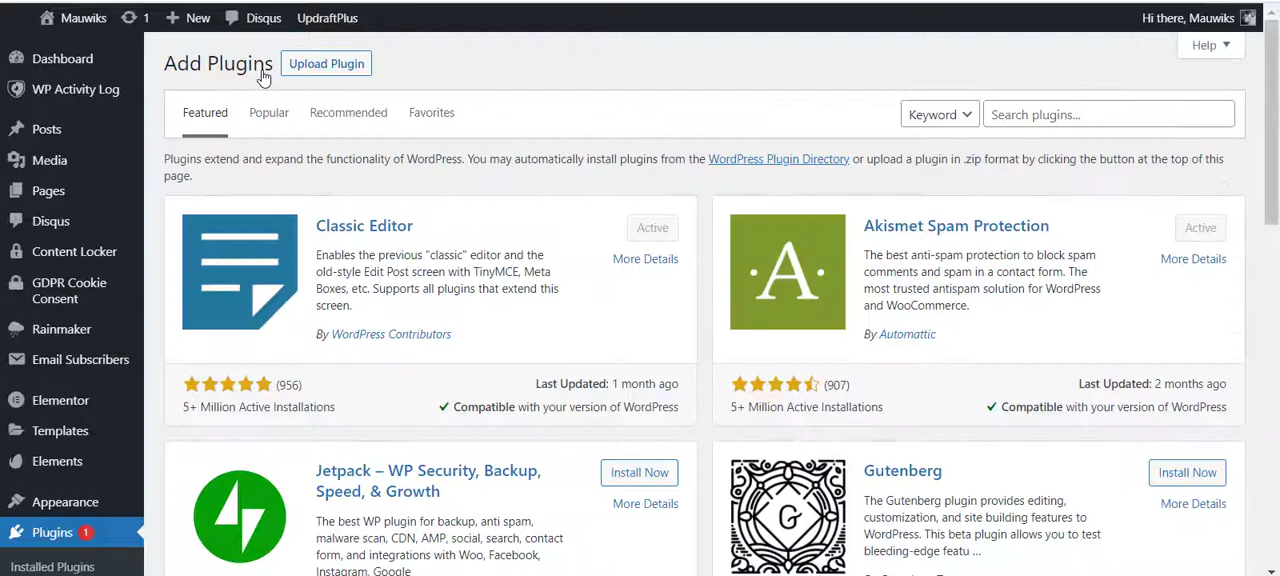 Mauwiks 1 New Disqus UpdraftPlus Hi there, Mauwiks
Dashboard
WP Activity Log
Posts
Media
Pages
Disqus
Content Locker
GDPR Cookie
Consent
Rainmaker
Email Subscribers
Elementor
Templates
Elements
Appearance
Plugins 1
Installed Plugins
Help
Add Plugins Upload Plugin
Featured Popular Recommended Favorites Keyword Search plugins...
Plugins extend and expand the functionality of WordPress. You may automatically install plugins from the WordPress Plugin Directory or upload a plugin in .zip format by clicking the button at the top of this
page.
Classic Editor Active
More Details
Enables the previous "classic" editor and the
old-style Edit Post screen with TinyMCE, Meta
Boxes, etc. Supports all plugins that extend this
screen.
By WordPress Contributors
(956) Last Updated: 1 month ago
5+ Million Active Installations Compatible with your version of WordPress
A
Akismet Spam Protection Active
More Details
The best anti-spam protection to block spam
comments and spam in a contact form. The
most trusted antispam solution for WordPress
and WooCommerce.
By Automattic
(907) Last Updated: 2 months ago
5+ Million Active Installations Compatible with your version of WordPress
Jetpack – WP Security, Backup,
Speed, & Growth
Install Now
More Details
The best WP plugin for backup, anti spam,
malware scan, CDN, AMP, social, search, contact
form, and integrations with Woo, Facebook,
Instagram, Google
G
Gutenberg Install Now
More Details
The Gutenberg plugin provides editing,
customization, and site building features to
WordPress. This beta plugin allows you to test
bleeding-edge featu ...